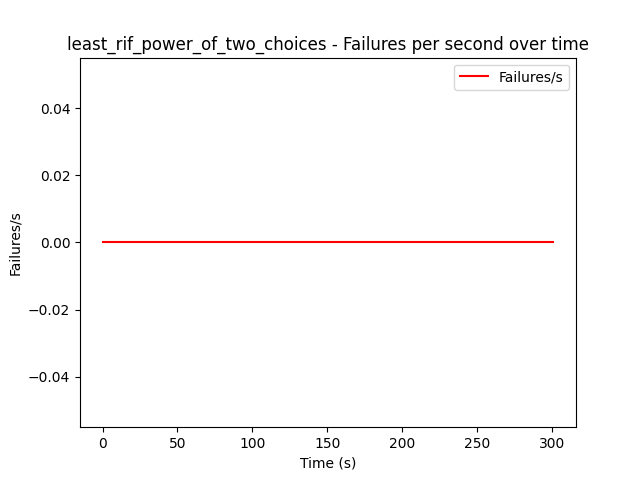 least_rif_power_of_two_choices - Failures per second over time
Failures/s
0.04
0.02
0.00
−0.02
−0.04
Failures/s
0 50 100 150 200 250 300
Time (s)